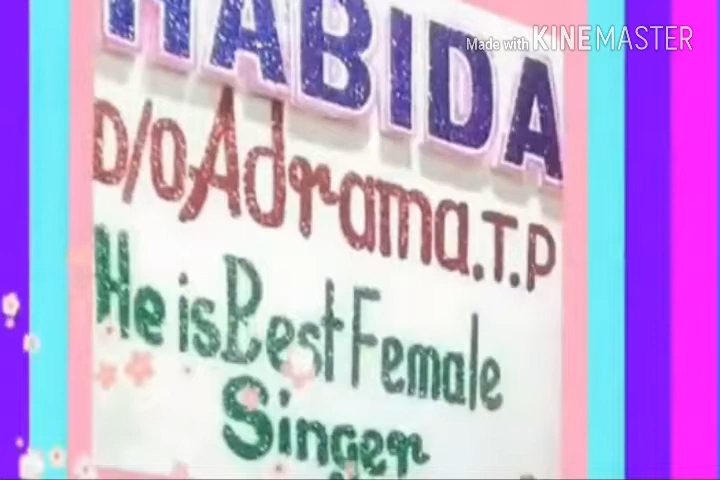 Made with KINEMASTER
HABIDA
D/o Adrama.T.P
He is Best Female
Singer